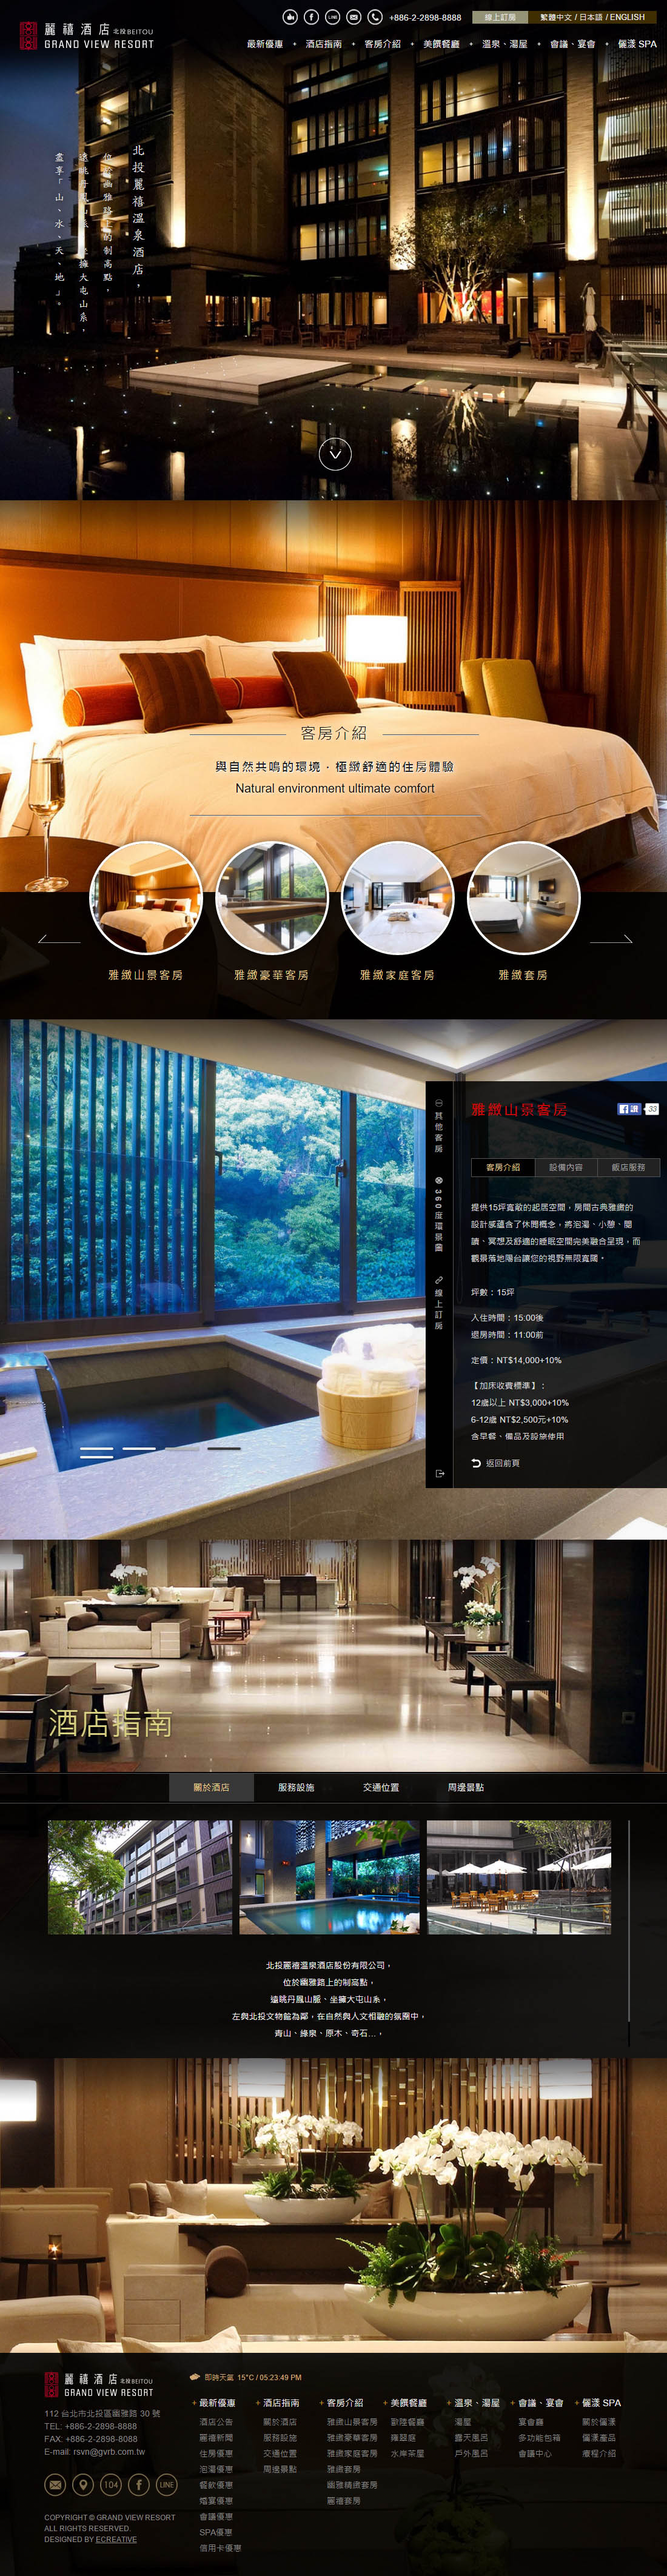 麗禧酒店 北投BEITOU
GRAND VIEW RESORT
LINE
+886-2-2898-8888
線上訂房
繁體中文 / 日本語 / ENGLISH
最新優惠 + 酒店指南 + 客房介紹 + 美饌餐廳 + 溫泉、湯屋 + 會議、宴會 + 儷漾 SPA
北投麗禧溫泉酒店，
盡享「山、水、天、地」。
客房介紹
與自然共鳴的環境．極緻舒適的住房體驗
Natural environment ultimate comfort
雅緻山景客房
雅緻豪華客房
雅緻家庭客房
雅緻套房
其他客房
360度環景圖
線上訂房
雅緻山景客房
讚 33
客房介紹
設備內容
飯店服務
提供15坪寬敞的起居空間，房間古典雅緻的
設計感蘊含了休閒概念，將泡湯、小憩、閱
讀、冥想及舒適的睡眠空間完美融合呈現，而
觀景落地陽台讓您的視野無限寬闊。
坪數：15坪
入住時間：15:00後
退房時間：11:00前
定價：NT$14,000+10%
【加床收費標準】：
12歲以上 NT$3,000+10%
6-12歲 NT$2,500元+10%
含早餐、備品及設施使用
返回前頁
酒店指南
關於酒店
服務設施
交通位置
周邊景點
北投麗禧溫泉酒店股份有限公司，
位於幽雅路上的制高點，
遠眺丹鳳山脈、坐擁大屯山系，
左與北投文物館為鄰，在自然與人文相融的氛圍中，
青山、綠泉、原木、奇石...，
麗禧酒店 北投BEITOU
GRAND VIEW RESORT
112 台北市北投區幽雅路 30 號
TEL: +886-2-2898-8888
FAX: +886-2-2898-8088
E-mail: rsvn@gvrb.com.tw
104
LINE
COPYRIGHT © GRAND VIEW RESORT
ALL RIGHTS RESERVED.
DESIGNED BY ECREATIVE
即時天氣 15°C / 05:23:49 PM
+ 最新優惠
酒店公告
麗禧新聞
住房優惠
泡湯優惠
餐飲優惠
婚宴優惠
會議優惠
SPA優惠
信用卡優惠
+ 酒店指南
關於酒店
服務設施
交通位置
周邊景點
+ 客房介紹
雅緻山景客房
雅緻豪華客房
雅緻家庭客房
雅緻套房
幽雅精緻套房
麗禧套房
+ 美饌餐廳
歡陸餐廳
雍翠庭
水岸茶屋
+ 溫泉、湯屋
湯屋
露天風呂
戶外風呂
+ 會議、宴會
宴會廳
多功能包箱
會議中心
+ 儷漾 SPA
關於儷漾
儷漾產品
療程介紹